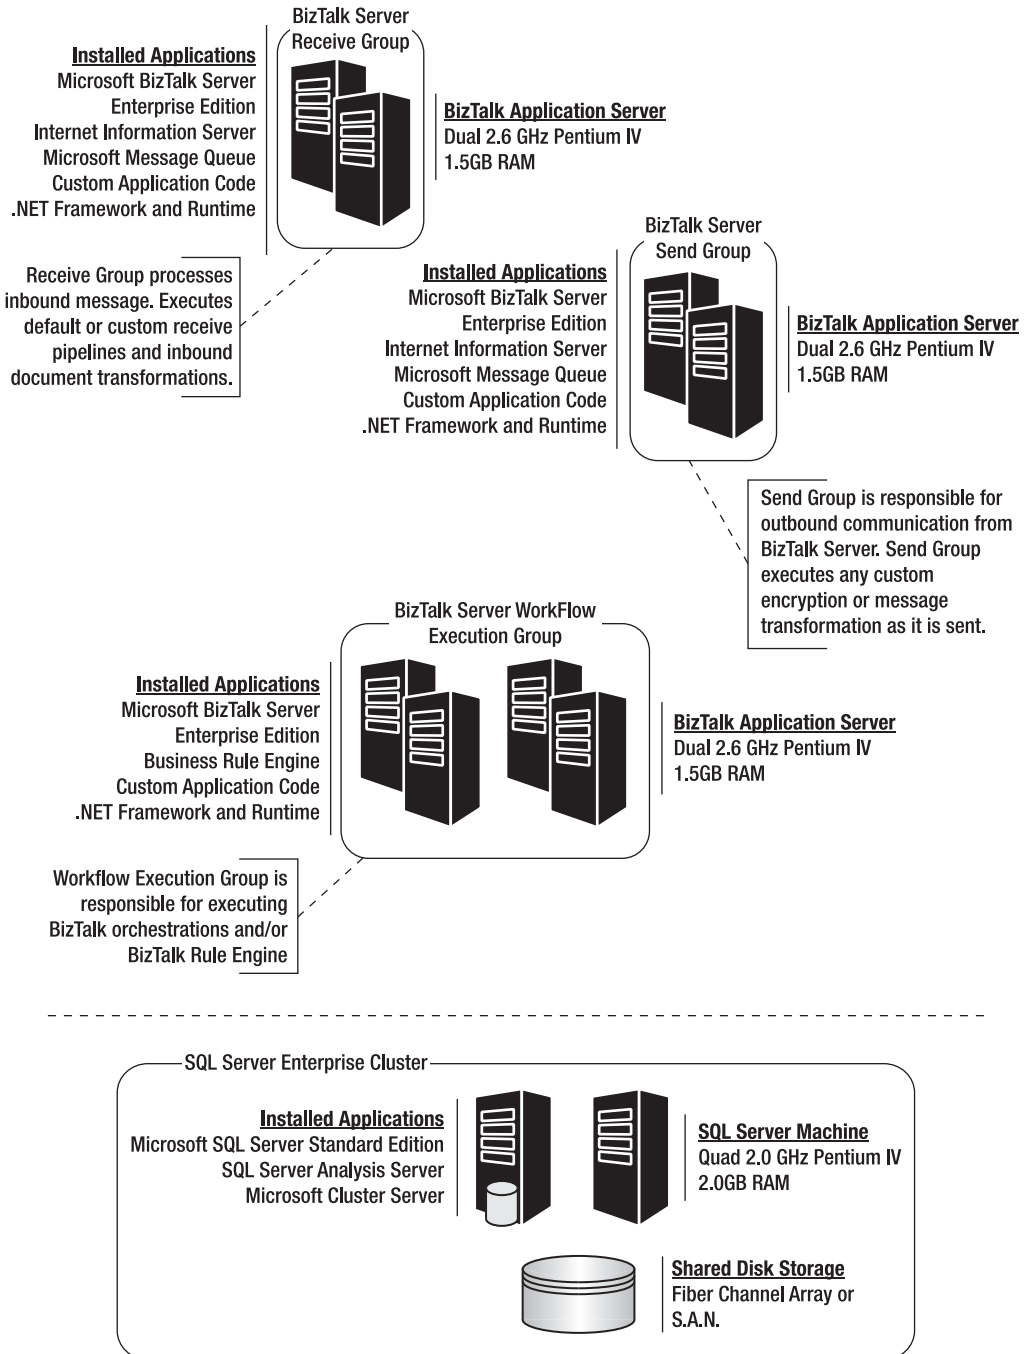 BizTalk Server
Receive Group
Installed Applications
Microsoft BizTalk Server
Enterprise Edition
Internet Information Server
Microsoft Message Queue
Custom Application Code
.NET Framework and Runtime
BizTalk Application Server
Dual 2.6 GHz Pentium IV
1.5GB RAM
Receive Group processes
inbound message. Executes
default or custom receive
pipelines and inbound
document transformations.
BizTalk Server
Send Group
Installed Applications
Microsoft BizTalk Server
Enterprise Edition
Internet Information Server
Microsoft Message Queue
Custom Application Code
.NET Framework and Runtime
BizTalk Application Server
Dual 2.6 GHz Pentium IV
1.5GB RAM
Send Group is responsible for
outbound communication from
BizTalk Server. Send Group
executes any custom
encryption or message
transformation as it is sent.
BizTalk Server WorkFlow
Execution Group
Installed Applications
Microsoft BizTalk Server
Enterprise Edition
Business Rule Engine
Custom Application Code
.NET Framework and Runtime
BizTalk Application Server
Dual 2.6 GHz Pentium IV
1.5GB RAM
Workflow Execution Group is
responsible for executing
BizTalk orchestrations and/or
BizTalk Rule Engine
SQL Server Enterprise Cluster
Installed Applications
Microsoft SQL Server Standard Edition
SQL Server Analysis Server
Microsoft Cluster Server
SQL Server Machine
Quad 2.0 GHz Pentium IV
2.0GB RAM
Shared Disk Storage
Fiber Channel Array or
S.A.N.